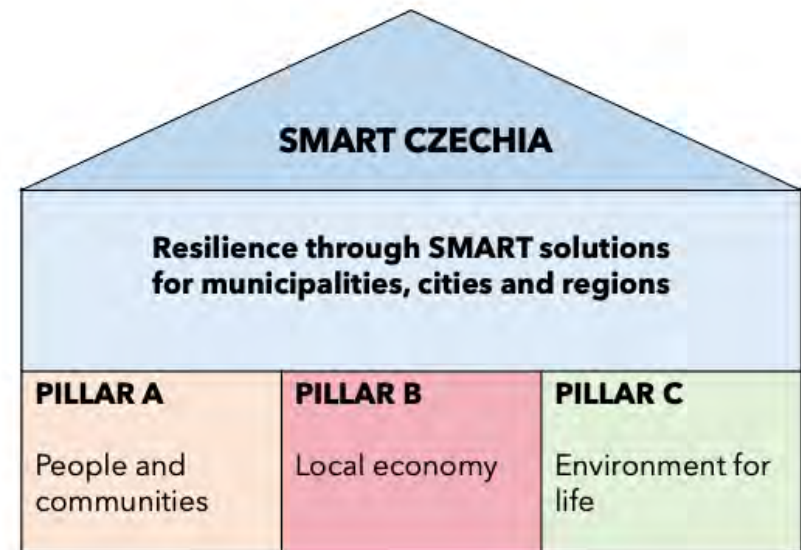 SMART CZECHIA
Resilience through SMART solutions
for municipalities, cities and regions
PILLAR A
People and
communities
PILLAR B
Local economy
PILLAR C
Environment for
life